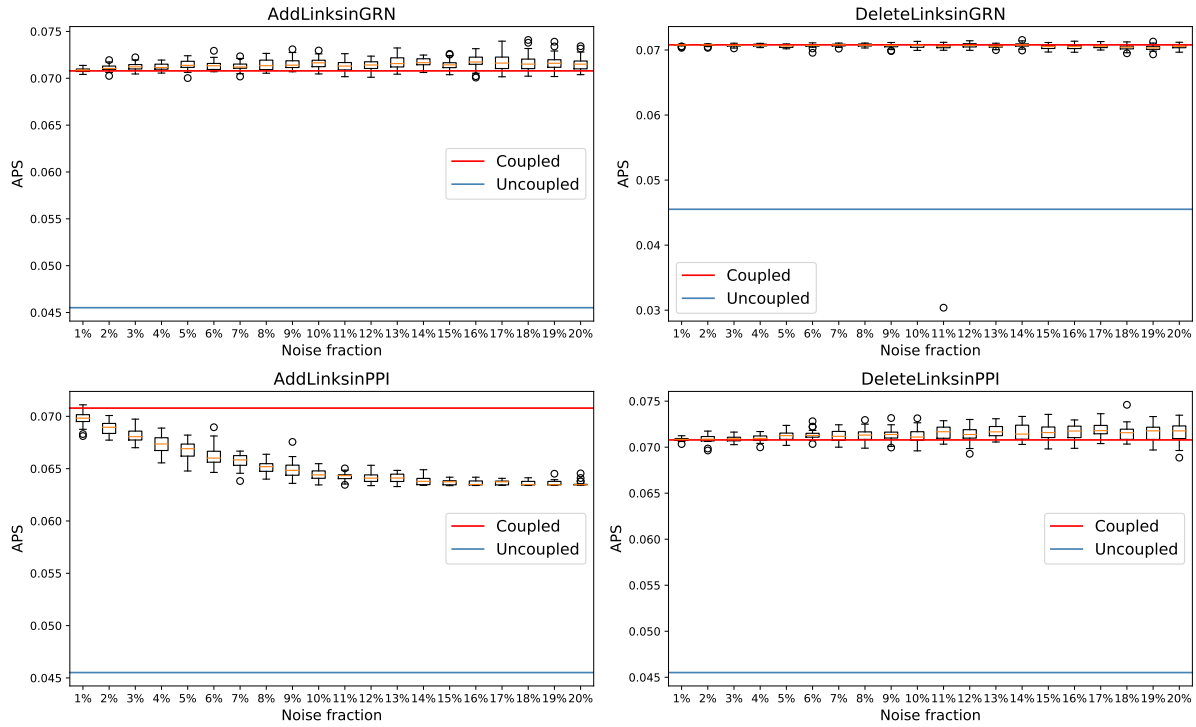 AddLinksinGRN
0.075
0.070
0.065
0.060
0.055
0.050
0.045
APS
Coupled
Uncoupled
1% 2% 3% 4% 5% 6% 7% 8% 9% 10% 11% 12% 13% 14% 15% 16% 17% 18% 19% 20%
Noise fraction
DeleteLinksinGRN
0.07
0.06
0.05
0.04
0.03
APS
Coupled
Uncoupled
1% 2% 3% 4% 5% 6% 7% 8% 9% 10% 11% 12% 13% 14% 15% 16% 17% 18% 19% 20%
Noise fraction
AddLinksinPPI
0.070
0.065
0.060
0.055
0.050
0.045
APS
Coupled
Uncoupled
1% 2% 3% 4% 5% 6% 7% 8% 9% 10% 11% 12% 13% 14% 15% 16% 17% 18% 19% 20%
Noise fraction
DeleteLinksinPPI
0.075
0.070
0.065
0.060
0.055
0.050
0.045
APS
Coupled
Uncoupled
1% 2% 3% 4% 5% 6% 7% 8% 9% 10% 11% 12% 13% 14% 15% 16% 17% 18% 19% 20%
Noise fraction